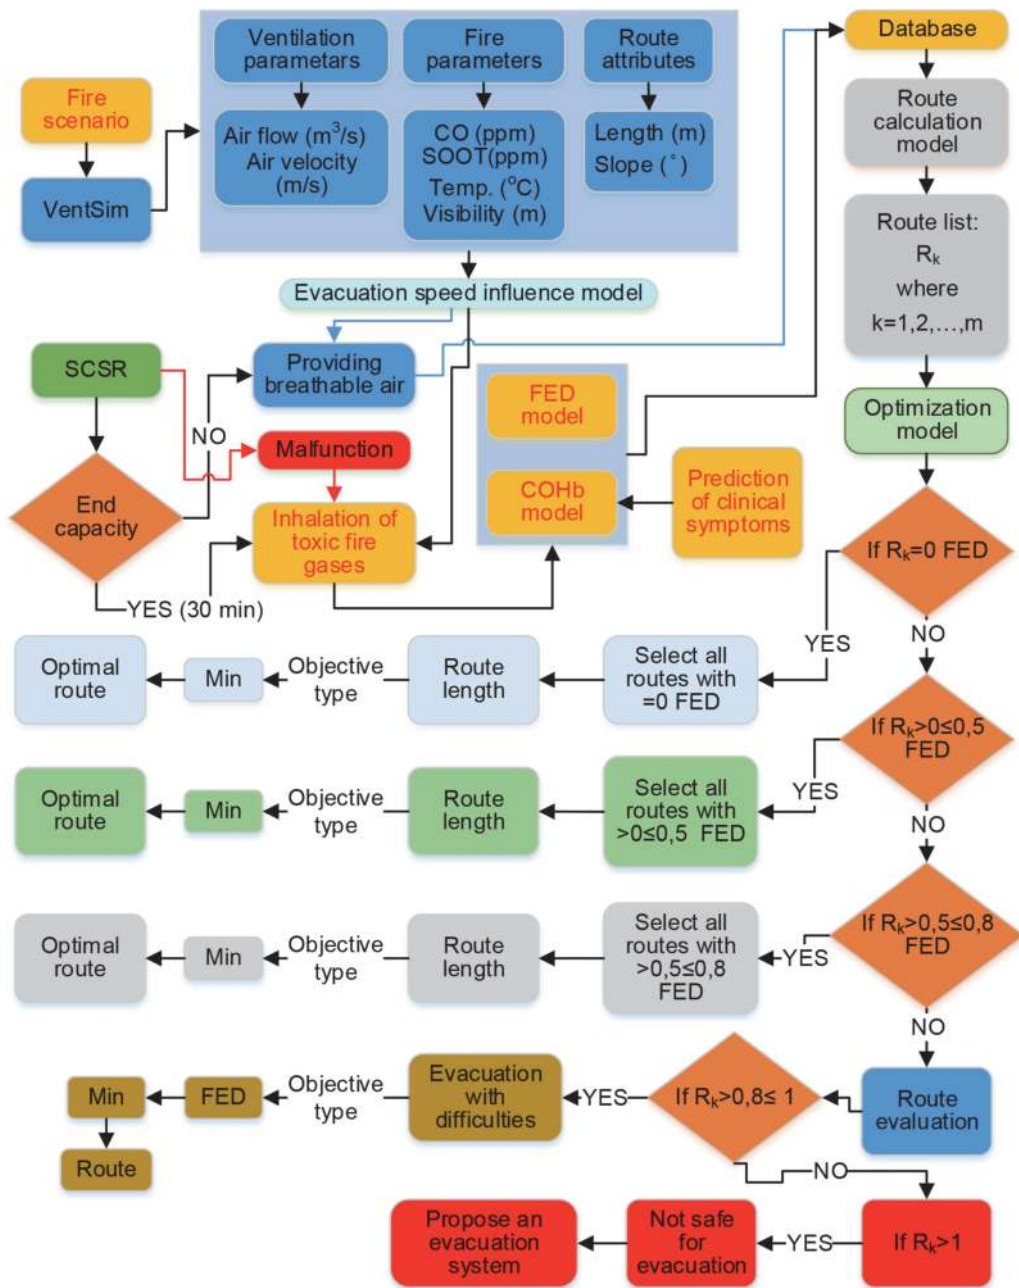 Fire
scenario
VentSim
Ventilation
parametars
Fire
parameters
Route
attributes
Air flow (m³/s)
Air velocity
(m/s)
CO (ppm)
SOOT(ppm)
Temp. (°C)
Visibility (m)
Length (m)
Slope (°)
Database
Route
calculation
model
Route list:
Rₖ
where
k=1,2,...,m
Optimization
model
Evacuation speed influence model
SCSR
Providing
breathable air
NO
Malfunction
End
capacity
Inhalation of
toxic fire
gases
YES (30 min)
FED
model
COHb
model
Prediction
of clinical
symptoms
If Rₖ=0 FED
YES
NO
Optimal
route
Min
Objective
type
Route
length
Select all
routes with
=0 FED
If Rₖ>0≤0,5
FED
YES
NO
Optimal
route
Min
Objective
type
Route
length
Select all
routes with
>0≤0,5 FED
If Rₖ>0,5≤0,8
FED
YES
NO
Optimal
route
Min
Objective
type
Route
length
Select all
routes with
>0,5≤0,8
FED
Route
evaluation
If Rₖ>0,8≤ 1
YES
Evacuation
with
difficulties
Objective
type
FED
Min
Route
NO
If Rₖ>1
YES
Not safe
for
evacuation
Propose an
evacuation
system